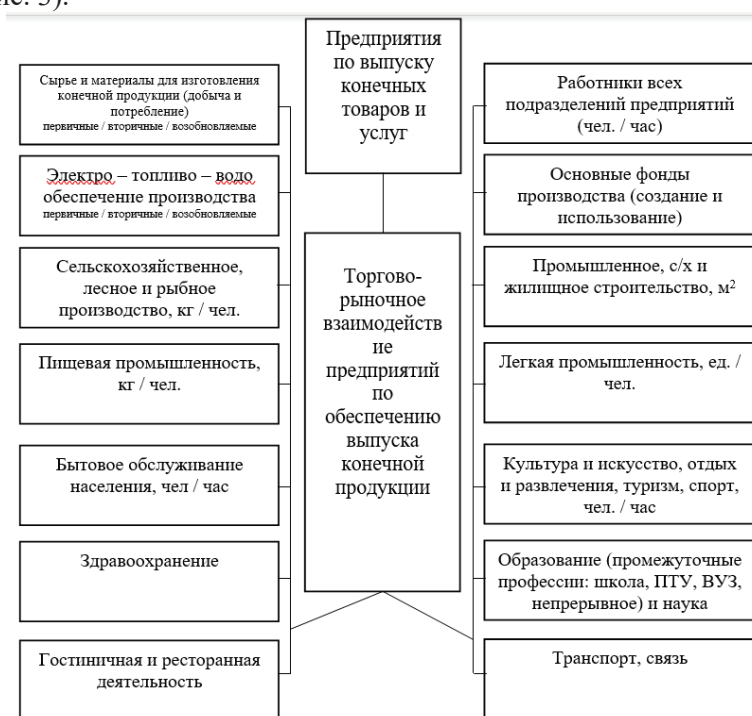 ис. 3).
Предприятия
по выпуску
конечных
товаров и
услуг
Торгово-
рыночное
взаимодейств
ие
предприятий
по
обеспечению
выпуска
конечной
продукции
Сырье и материалы для изготовления
конечной продукции (добыча и
потребление)
первичные / вторичные / возобновляемые
Электро – топливо – водо
обеспечение производства
первичные / вторичные / возобновляемые
Сельскохозяйственное,
лесное и рыбное
производство, кг / чел.
Пищевая промышленность,
кг / чел.
Бытовое обслуживание
населения, чел / час
Здравоохранение
Гостиничная и ресторанная
деятельность
Работники всех
подразделений предприятий
(чел. / час)
Основные фонды
производства (создание и
использование)
Промышленное, с/х и
жилищное строительство, м²
Легкая промышленность, ед. /
чел.
Культура и искусство, отдых
и развлечения, туризм, спорт,
чел. / час
Образование (промежуточные
профессии: школа, ПТУ, ВУЗ,
непрерывное) и наука
Транспорт, связь